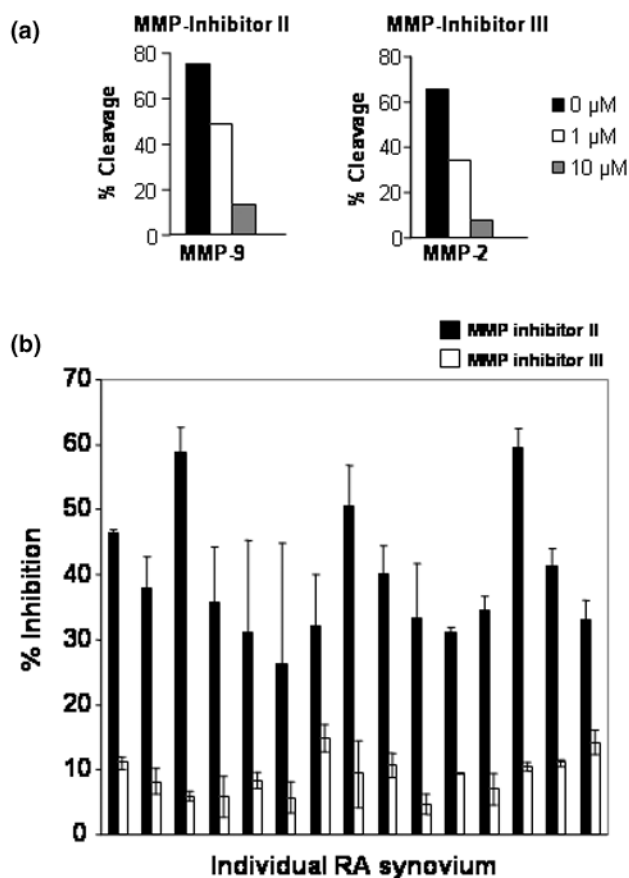 (a)
MMP-Inhibitor II
MMP-Inhibitor III
% Cleavage
80
60
40
20
0
MMP-9
% Cleavage
80
60
40
20
0
MMP-2
0 µM
1 µM
10 µM
(b)
MMP inhibitor II
MMP inhibitor III
% Inhibition
70
60
50
40
30
20
10
0
Individual RA synovium